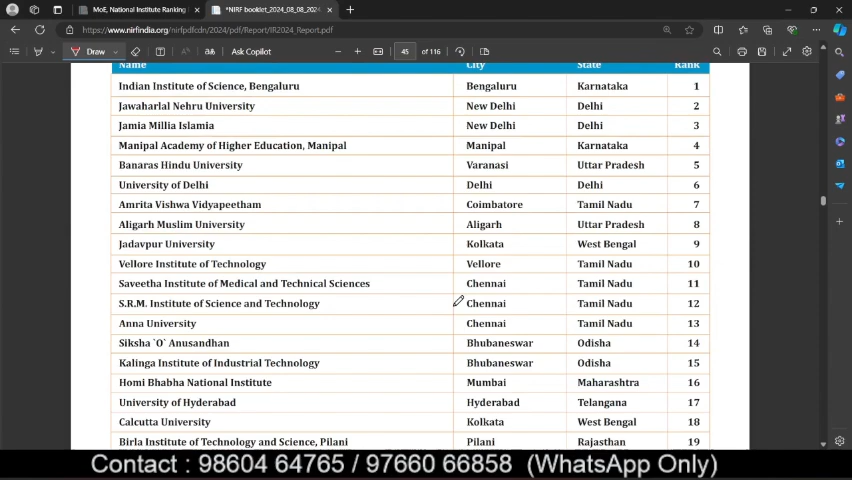 MoE, National Institute Ranking
*NIRF booklet_2024_08_08_2024
https://www.nirfindia.org/nirfpdfcdn/2024/pdf/Report/IR2024_Report.pdf
Draw
Ask Copilot
45 of 116
Name City State Rank
Indian Institute of Science, Bengaluru Bengaluru Karnataka 1
Jawaharlal Nehru University New Delhi Delhi 2
Jamia Millia Islamia New Delhi Delhi 3
Manipal Academy of Higher Education, Manipal Manipal Karnataka 4
Banaras Hindu University Varanasi Uttar Pradesh 5
University of Delhi Delhi Delhi 6
Amrita Vishwa Vidyapeetham Coimbatore Tamil Nadu 7
Aligarh Muslim University Aligarh Uttar Pradesh 8
Jadavpur University Kolkata West Bengal 9
Vellore Institute of Technology Vellore Tamil Nadu 10
Saveetha Institute of Medical and Technical Sciences Chennai Tamil Nadu 11
S.R.M. Institute of Science and Technology Chennai Tamil Nadu 12
Anna University Chennai Tamil Nadu 13
Siksha `O` Anusandhan Bhubaneswar Odisha 14
Kalinga Institute of Industrial Technology Bhubaneswar Odisha 15
Homi Bhabha National Institute Mumbai Maharashtra 16
University of Hyderabad Hyderabad Telangana 17
Calcutta University Kolkata West Bengal 18
Birla Institute of Technology and Science, Pilani Pilani Rajasthan 19
Contact : 98604 64765 / 97660 66858 (WhatsApp Only)